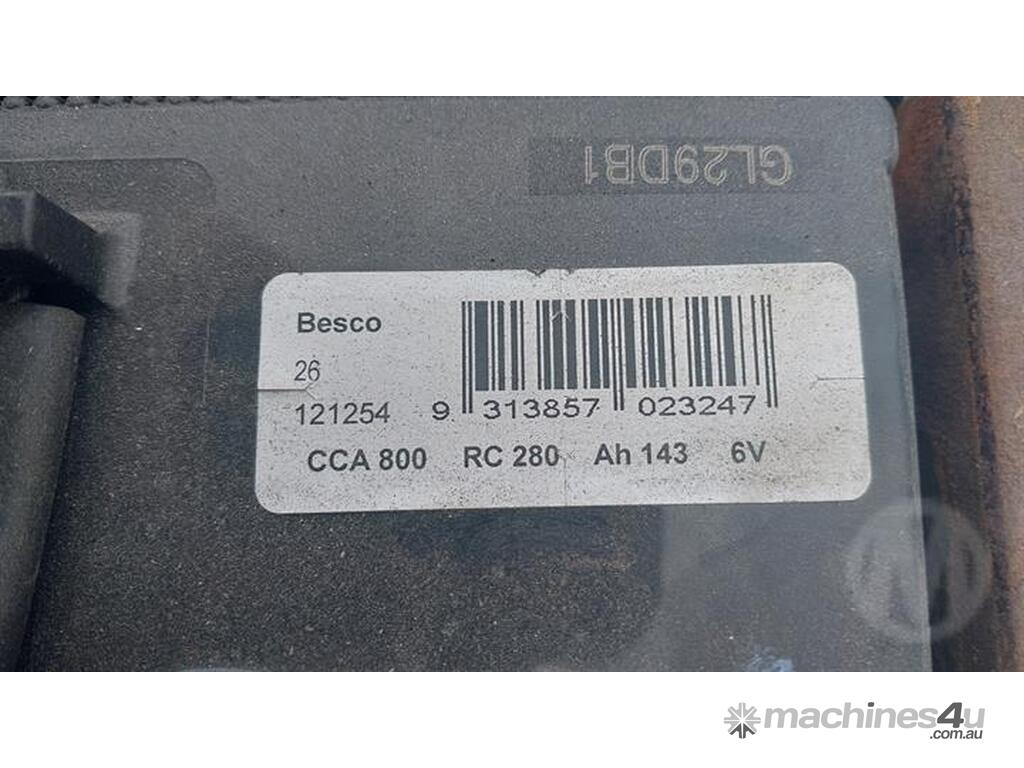 GL29DB1
Besco
26
121254 9 313857 023247
CCA 800 RC 280 Ah 143 6V
machines4u
.com.au